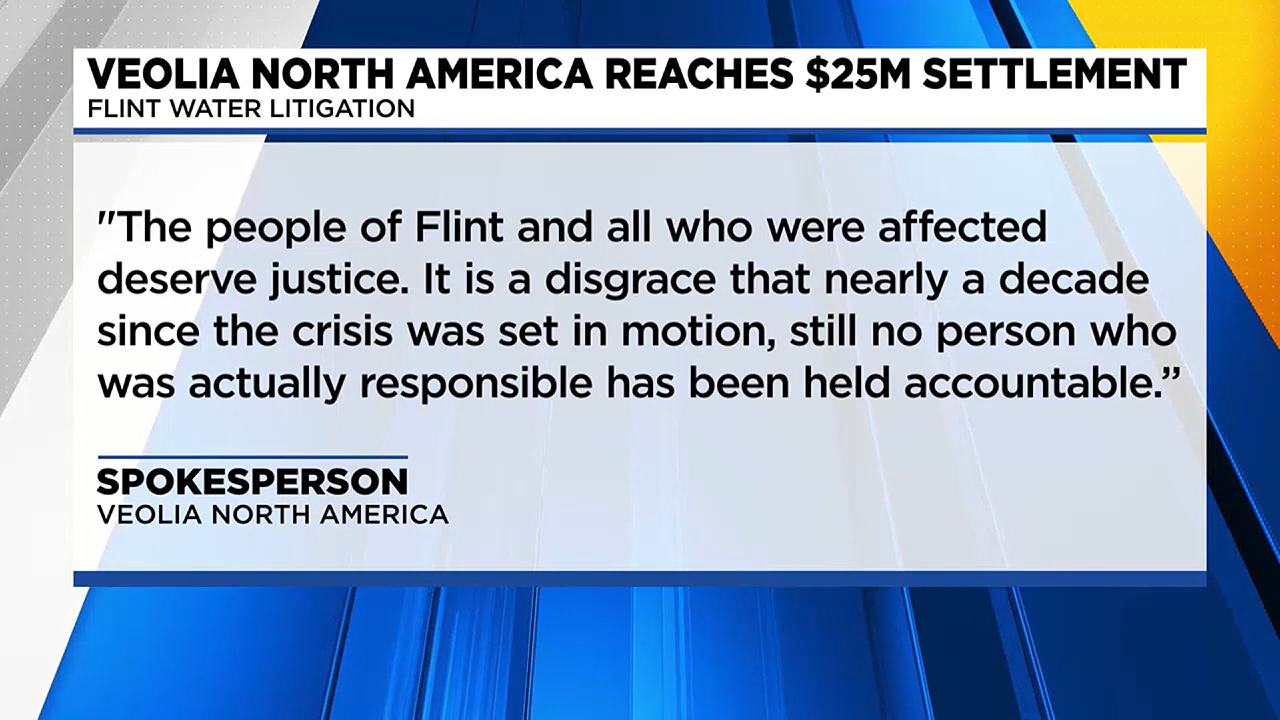 VEOLIA NORTH AMERICA REACHES $25M SETTLEMENT
FLINT WATER LITIGATION
"The people of Flint and all who were affected
deserve justice. It is a disgrace that nearly a decade
since the crisis was set in motion, still no person who
was actually responsible has been held accountable.”
SPOKESPERSON
VEOLIA NORTH AMERICA